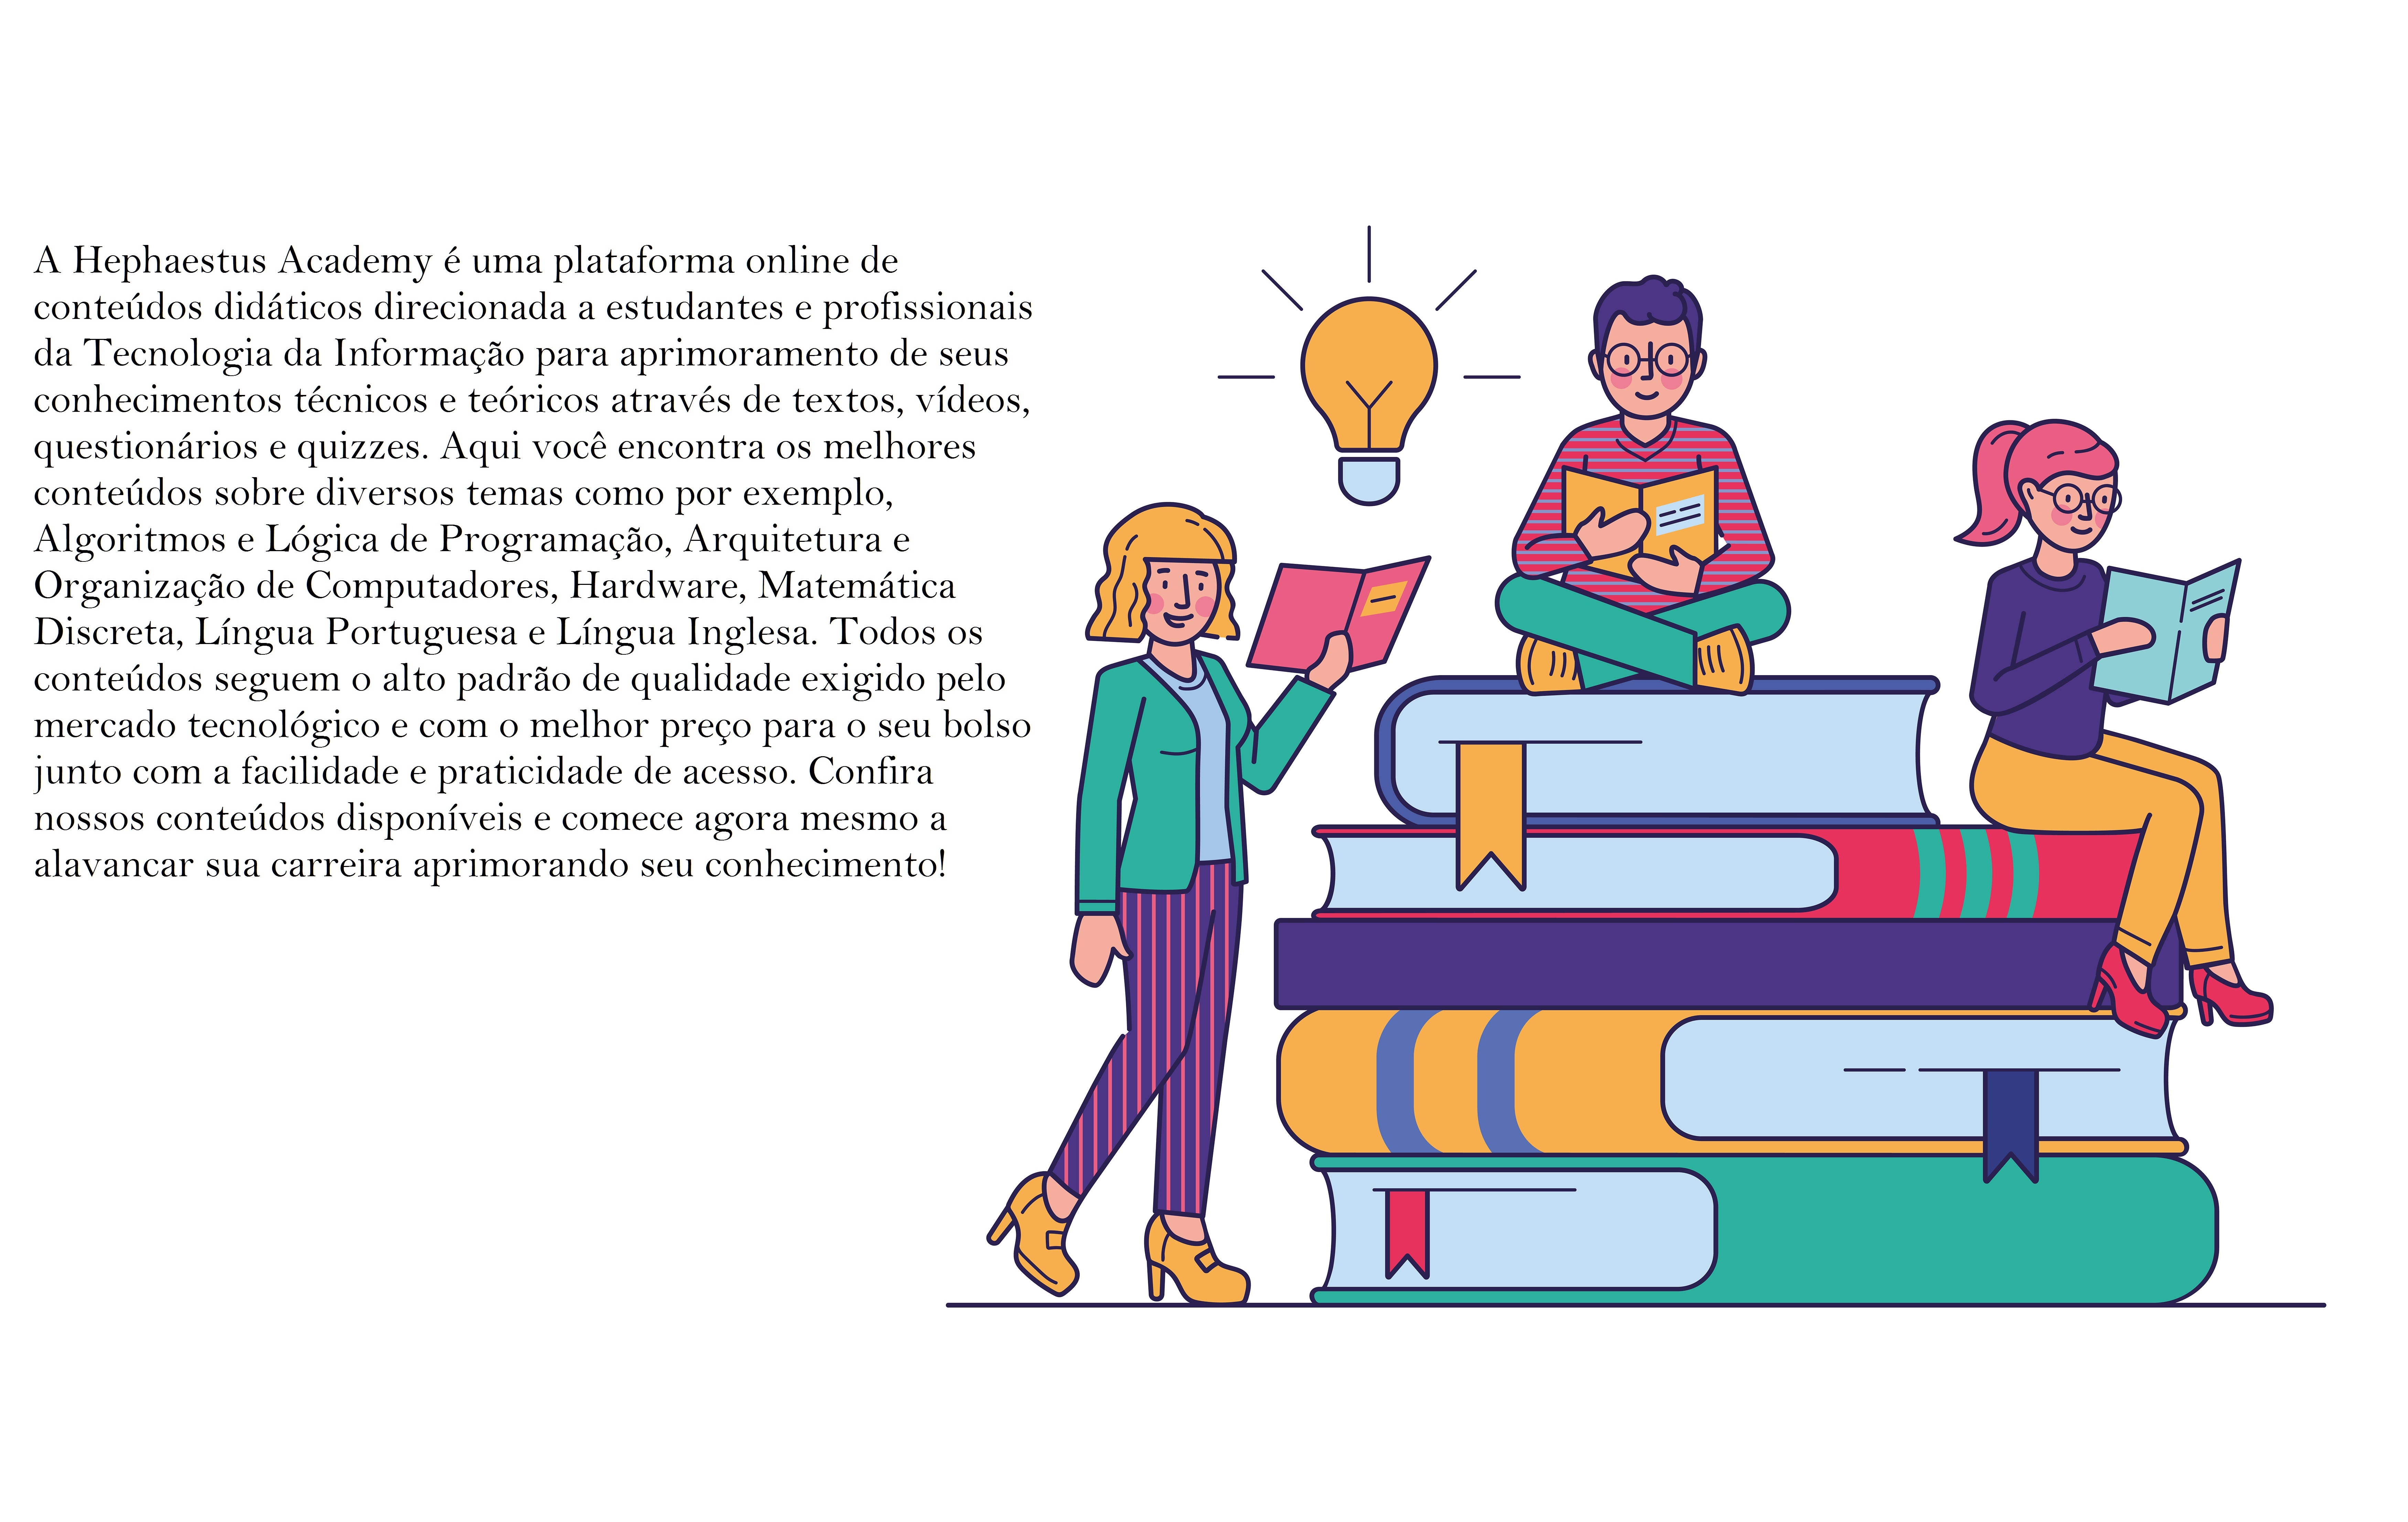 A Hephaestus Academy é uma plataforma online de
conteúdos didáticos direcionada a estudantes e profissionais
da Tecnologia da Informação para aprimoramento de seus
conhecimentos técnicos e teóricos através de textos, vídeos,
questionários e quizzes. Aqui você encontra os melhores
conteúdos sobre diversos temas como por exemplo,
Algoritmos e Lógica de Programação, Arquitetura e
Organização de Computadores, Hardware, Matemática
Discreta, Língua Portuguesa e Língua Inglesa. Todos os
conteúdos seguem o alto padrão de qualidade exigido pelo
mercado tecnológico e com o melhor preço para o seu bolso
junto com a facilidade e praticidade de acesso. Confira
nossos conteúdos disponíveis e comece agora mesmo a
alavancar sua carreira aprimorando seu conhecimento!